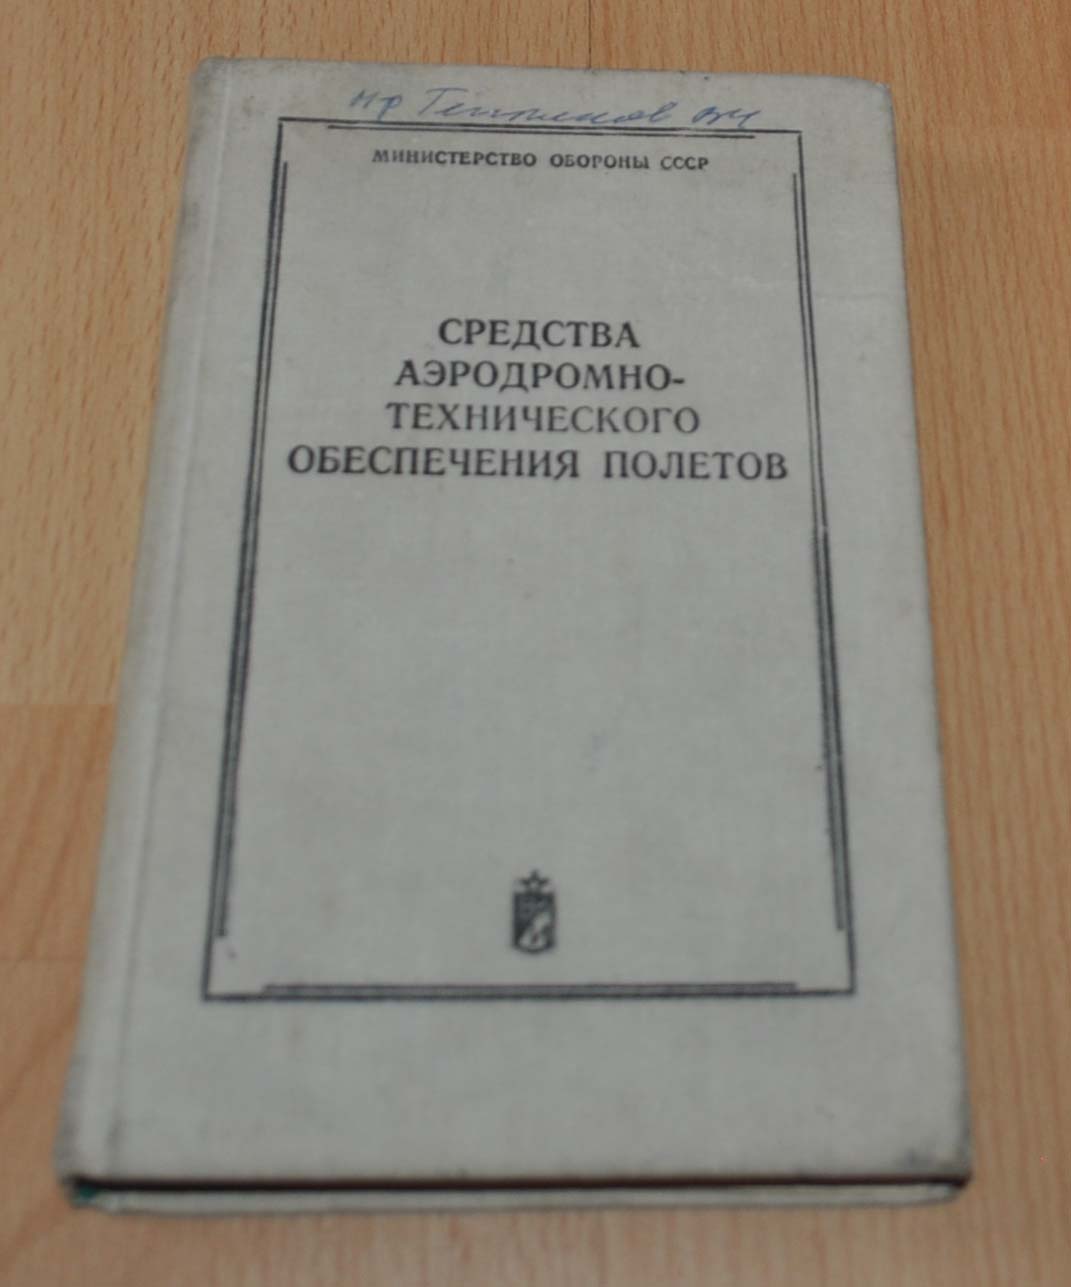 МИНИСТЕРСТВО ОБОРОНЫ СССР
СРЕДСТВА
АЭРОДРОМНО-
ТЕХНИЧЕСКОГО
ОБЕСПЕЧЕНИЯ ПОЛЕТОВ